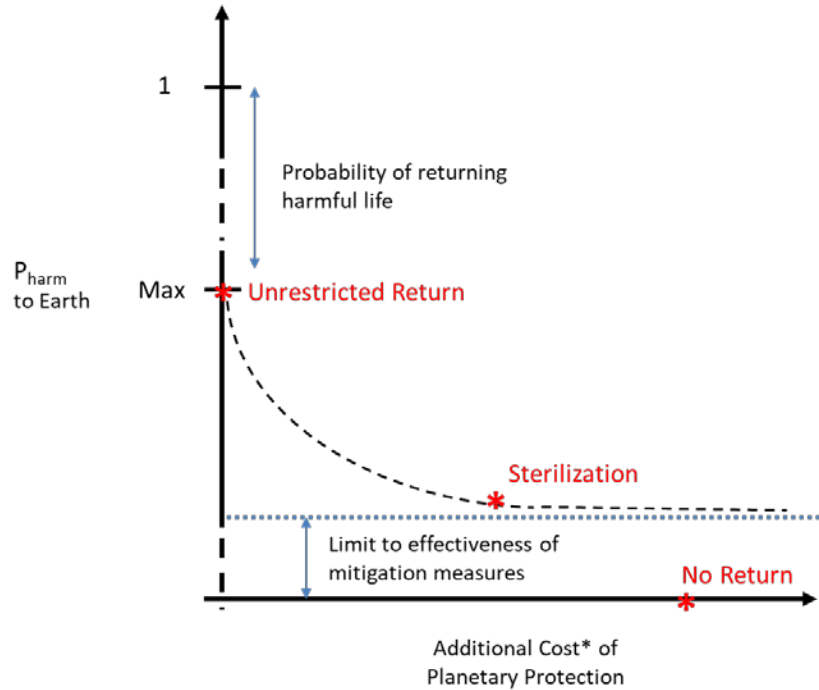 1
Probability of returning
harmful life
P_harm
to Earth
Max
Unrestricted Return
Sterilization
Limit to effectiveness of
mitigation measures
No Return
Additional Cost* of
Planetary Protection